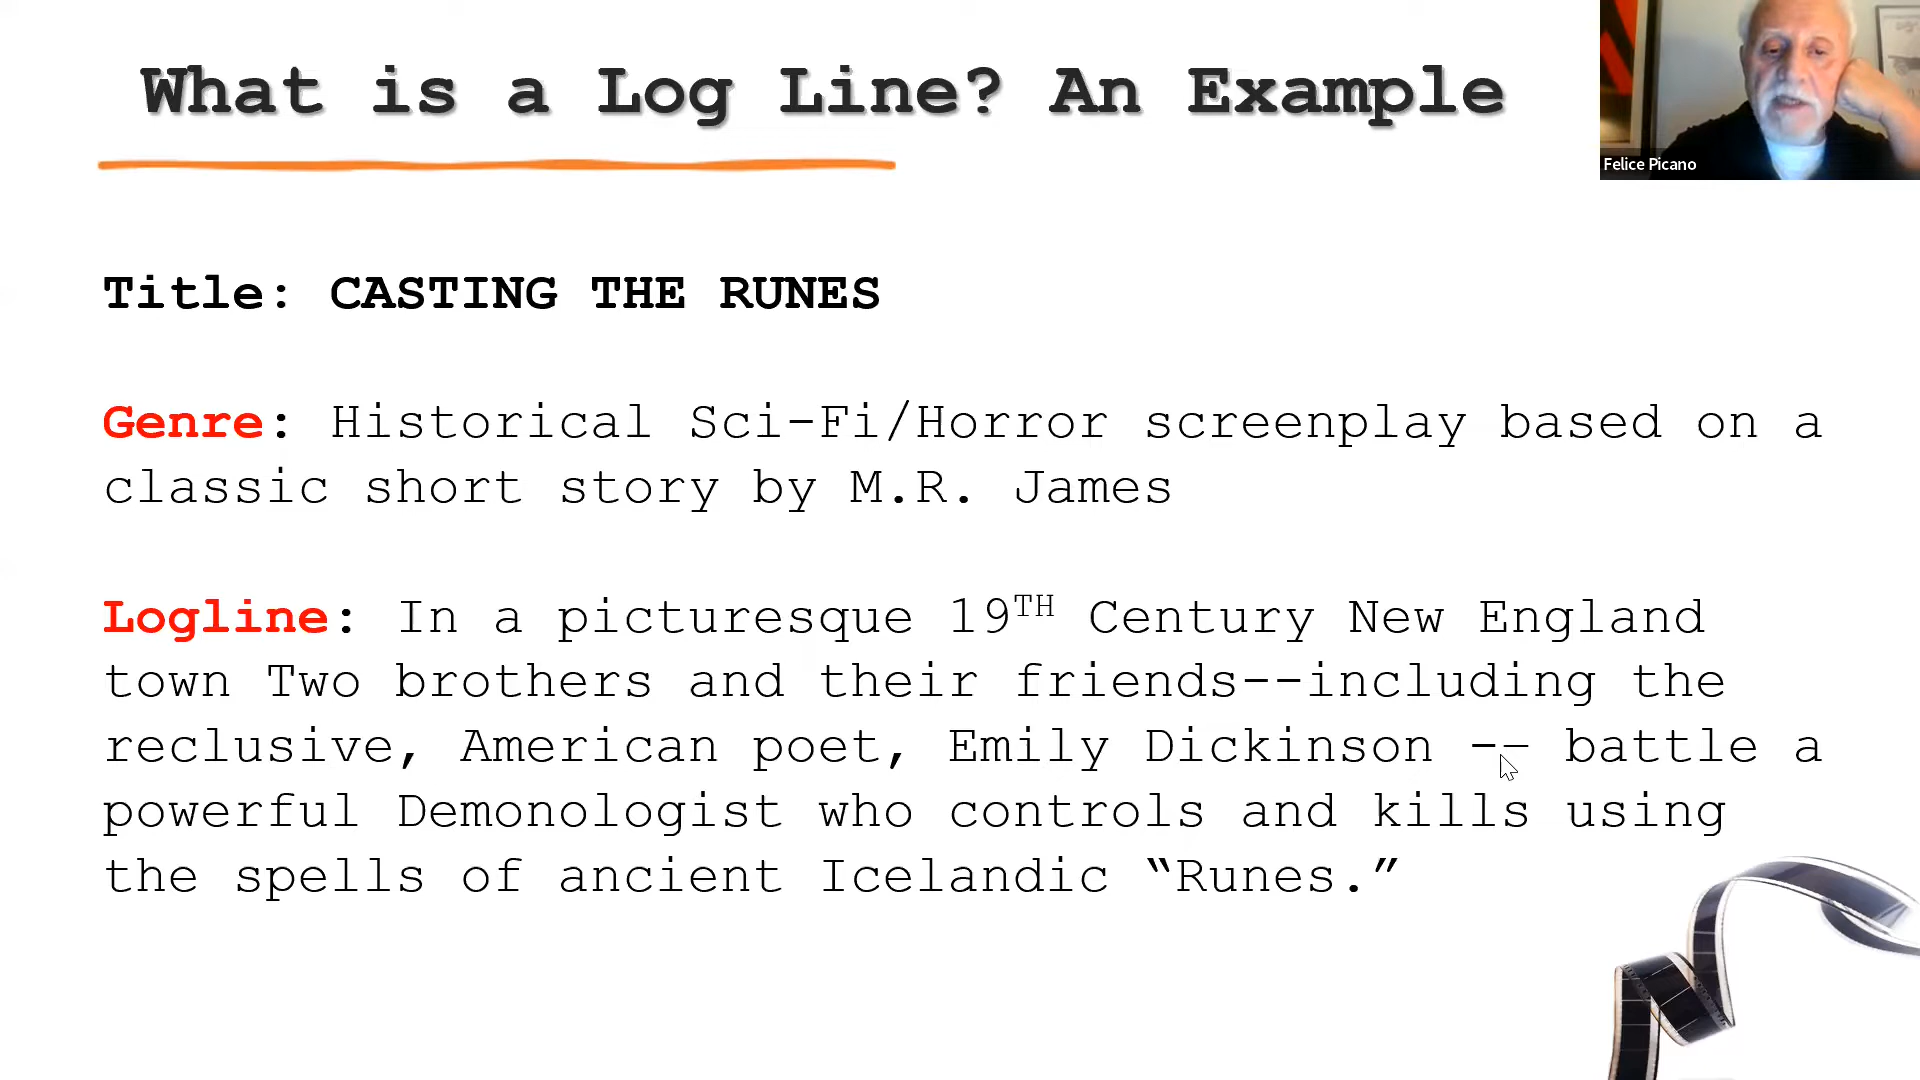 What is a Log Line? An Example
Felice Picano
Title: CASTING THE RUNES
Genre: Historical Sci-Fi/Horror screenplay based on a
classic short story by M.R. James
Logline: In a picturesque 19TH Century New England
town Two brothers and their friends--including the
reclusive, American poet, Emily Dickinson -– battle a
powerful Demonologist who controls and kills using
the spells of ancient Icelandic “Runes.”